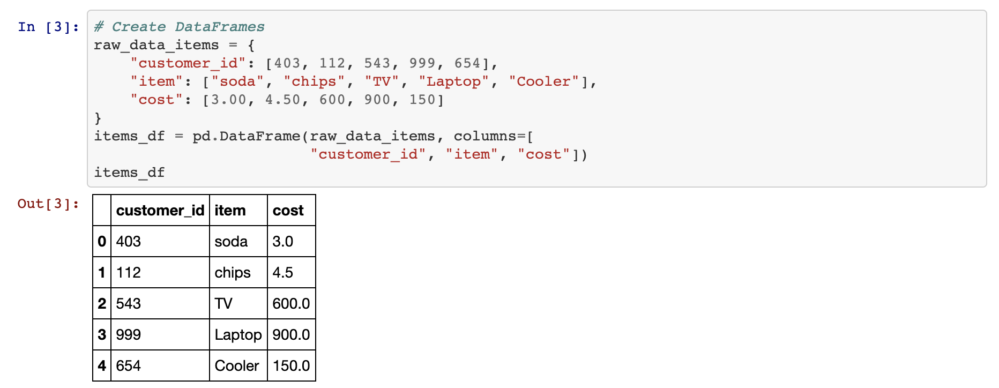 In [3]: # Create DataFrames
raw_data_items = {
    "customer_id": [403, 112, 543, 999, 654],
    "item": ["soda", "chips", "TV", "Laptop", "Cooler"],
    "cost": [3.00, 4.50, 600, 900, 150]
}
items_df = pd.DataFrame(raw_data_items, columns=[
                        "customer_id", "item", "cost"])
items_df
Out[3]:
customer_id item cost
0 403 soda 3.0
1 112 chips 4.5
2 543 TV 600.0
3 999 Laptop 900.0
4 654 Cooler 150.0